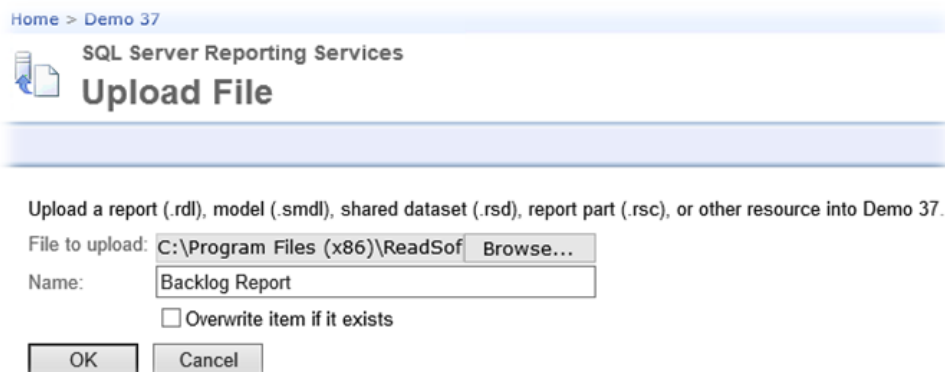 Home > Demo 37
SQL Server Reporting Services
Upload File
Upload a report (.rdl), model (.smdl), shared dataset (.rsd), report part (.rsc), or other resource into Demo 37.
File to upload: C:\Program Files (x86)\ReadSof Browse...
Name: Backlog Report
Overwrite item if it exists
OK Cancel